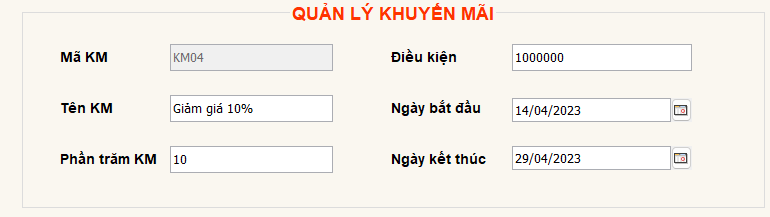 QUẢN LÝ KHUYẾN MÃI
Mã KM KM04 Điều kiện 1000000
Tên KM Giảm giá 10% Ngày bắt đầu 14/04/2023
Phần trăm KM 10 Ngày kết thúc 29/04/2023